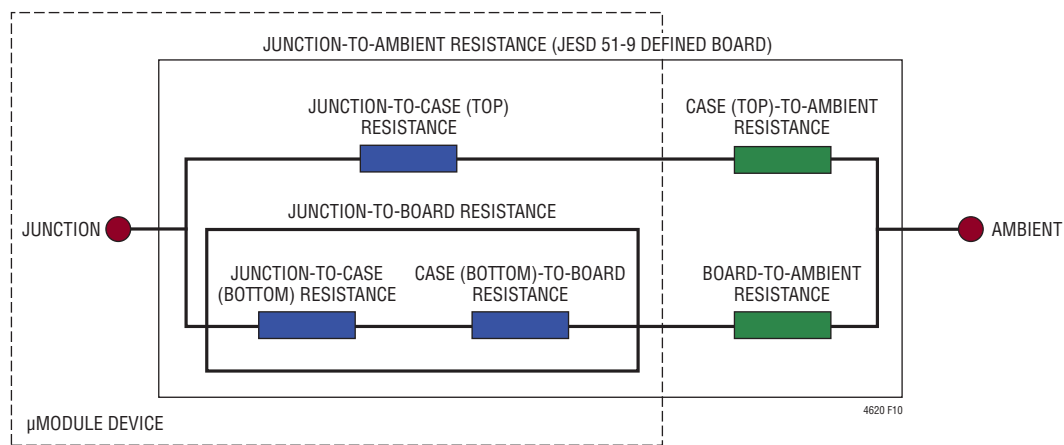 JUNCTION-TO-AMBIENT RESISTANCE (JESD 51-9 DEFINED BOARD)
JUNCTION-TO-CASE (TOP)
RESISTANCE
CASE (TOP)-TO-AMBIENT
RESISTANCE
JUNCTION-TO-BOARD RESISTANCE
JUNCTION
AMBIENT
JUNCTION-TO-CASE
(BOTTOM) RESISTANCE
CASE (BOTTOM)-TO-BOARD
RESISTANCE
BOARD-TO-AMBIENT
RESISTANCE
4620 F10
µMODULE DEVICE